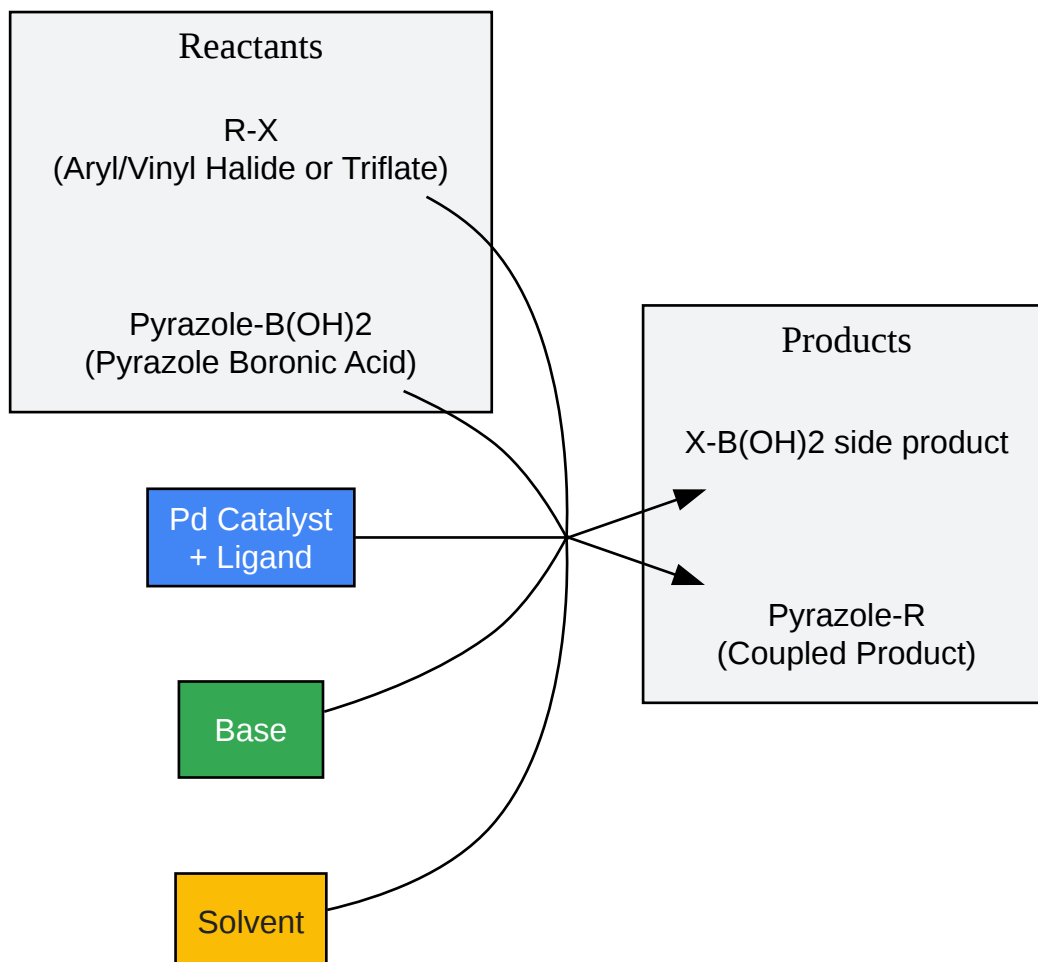 Reactants
R-X
(Aryl/Vinyl Halide or Triflate)
Pyrazole-B(OH)2
(Pyrazole Boronic Acid)
Pd Catalyst
+ Ligand
Base
Solvent
Products
X-B(OH)2 side product
Pyrazole-R
(Coupled Product)